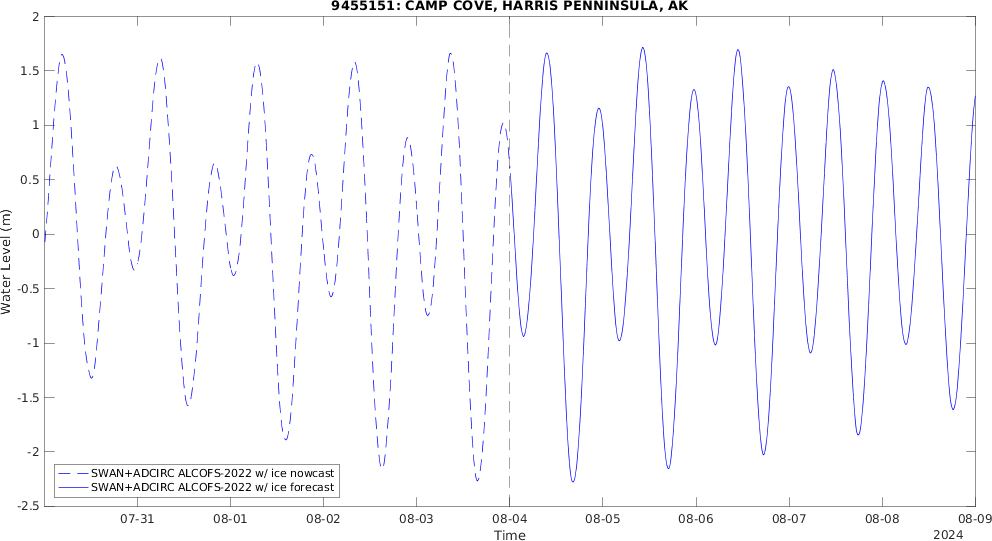 9455151: CAMP COVE, HARRIS PENNINSULA, AK
2
1.5
1
0.5
0
-0.5
-1
-1.5
-2
-2.5
Water Level (m)
SWAN+ADCIRC ALCOFS-2022 w/ ice nowcast
SWAN+ADCIRC ALCOFS-2022 w/ ice forecast
07-31 08-01 08-02 08-03 08-04 08-05 08-06 08-07 08-08 08-09
Time
2024